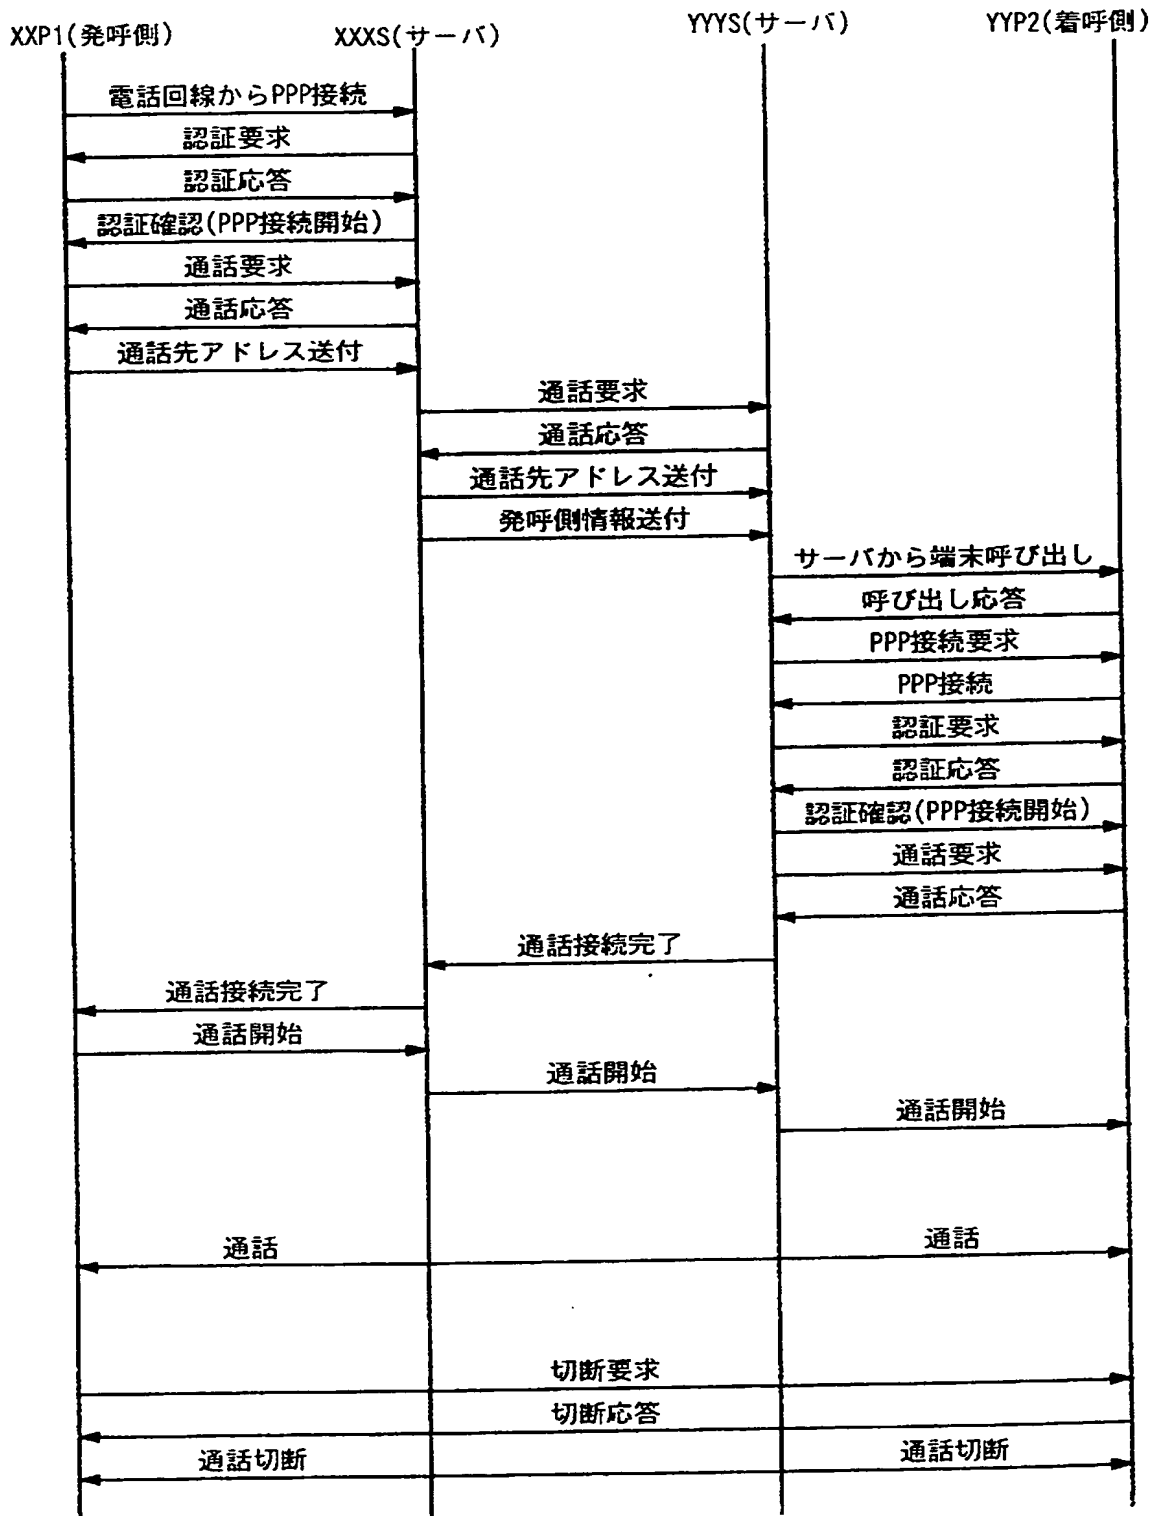 XXP1(発呼側) XXXS(サーバ) YYYS(サーバ) YYP2(着呼側)
電話回線からPPP接続
認証要求
認証応答
認証確認(PPP接続開始)
通話要求
通話応答
通話先アドレス送付
通話要求
通話応答
通話先アドレス送付
発呼側情報送付
サーバから端末呼び出し
呼び出し応答
PPP接続要求
PPP接続
認証要求
認証応答
認証確認(PPP接続開始)
通話要求
通話応答
通話接続完了
通話接続完了
通話開始
通話開始
通話開始
通話 通話
切断要求
切断応答
通話切断 通話切断